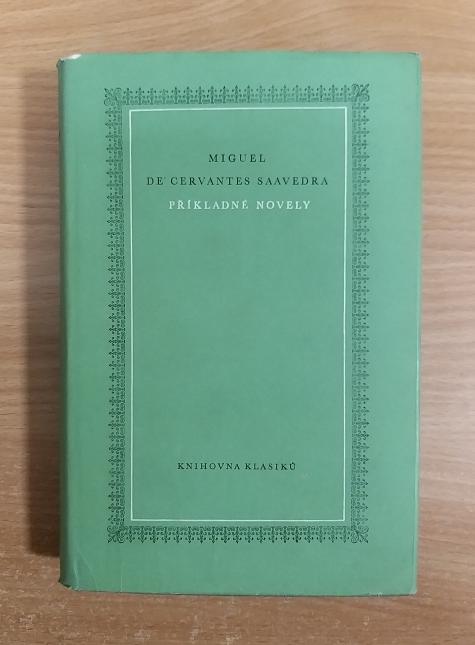 MIGUEL
DE CERVANTES SAAVEDRA
PŘÍKLADNÉ NOVELY
KNIHOVNA KLASIKŮ